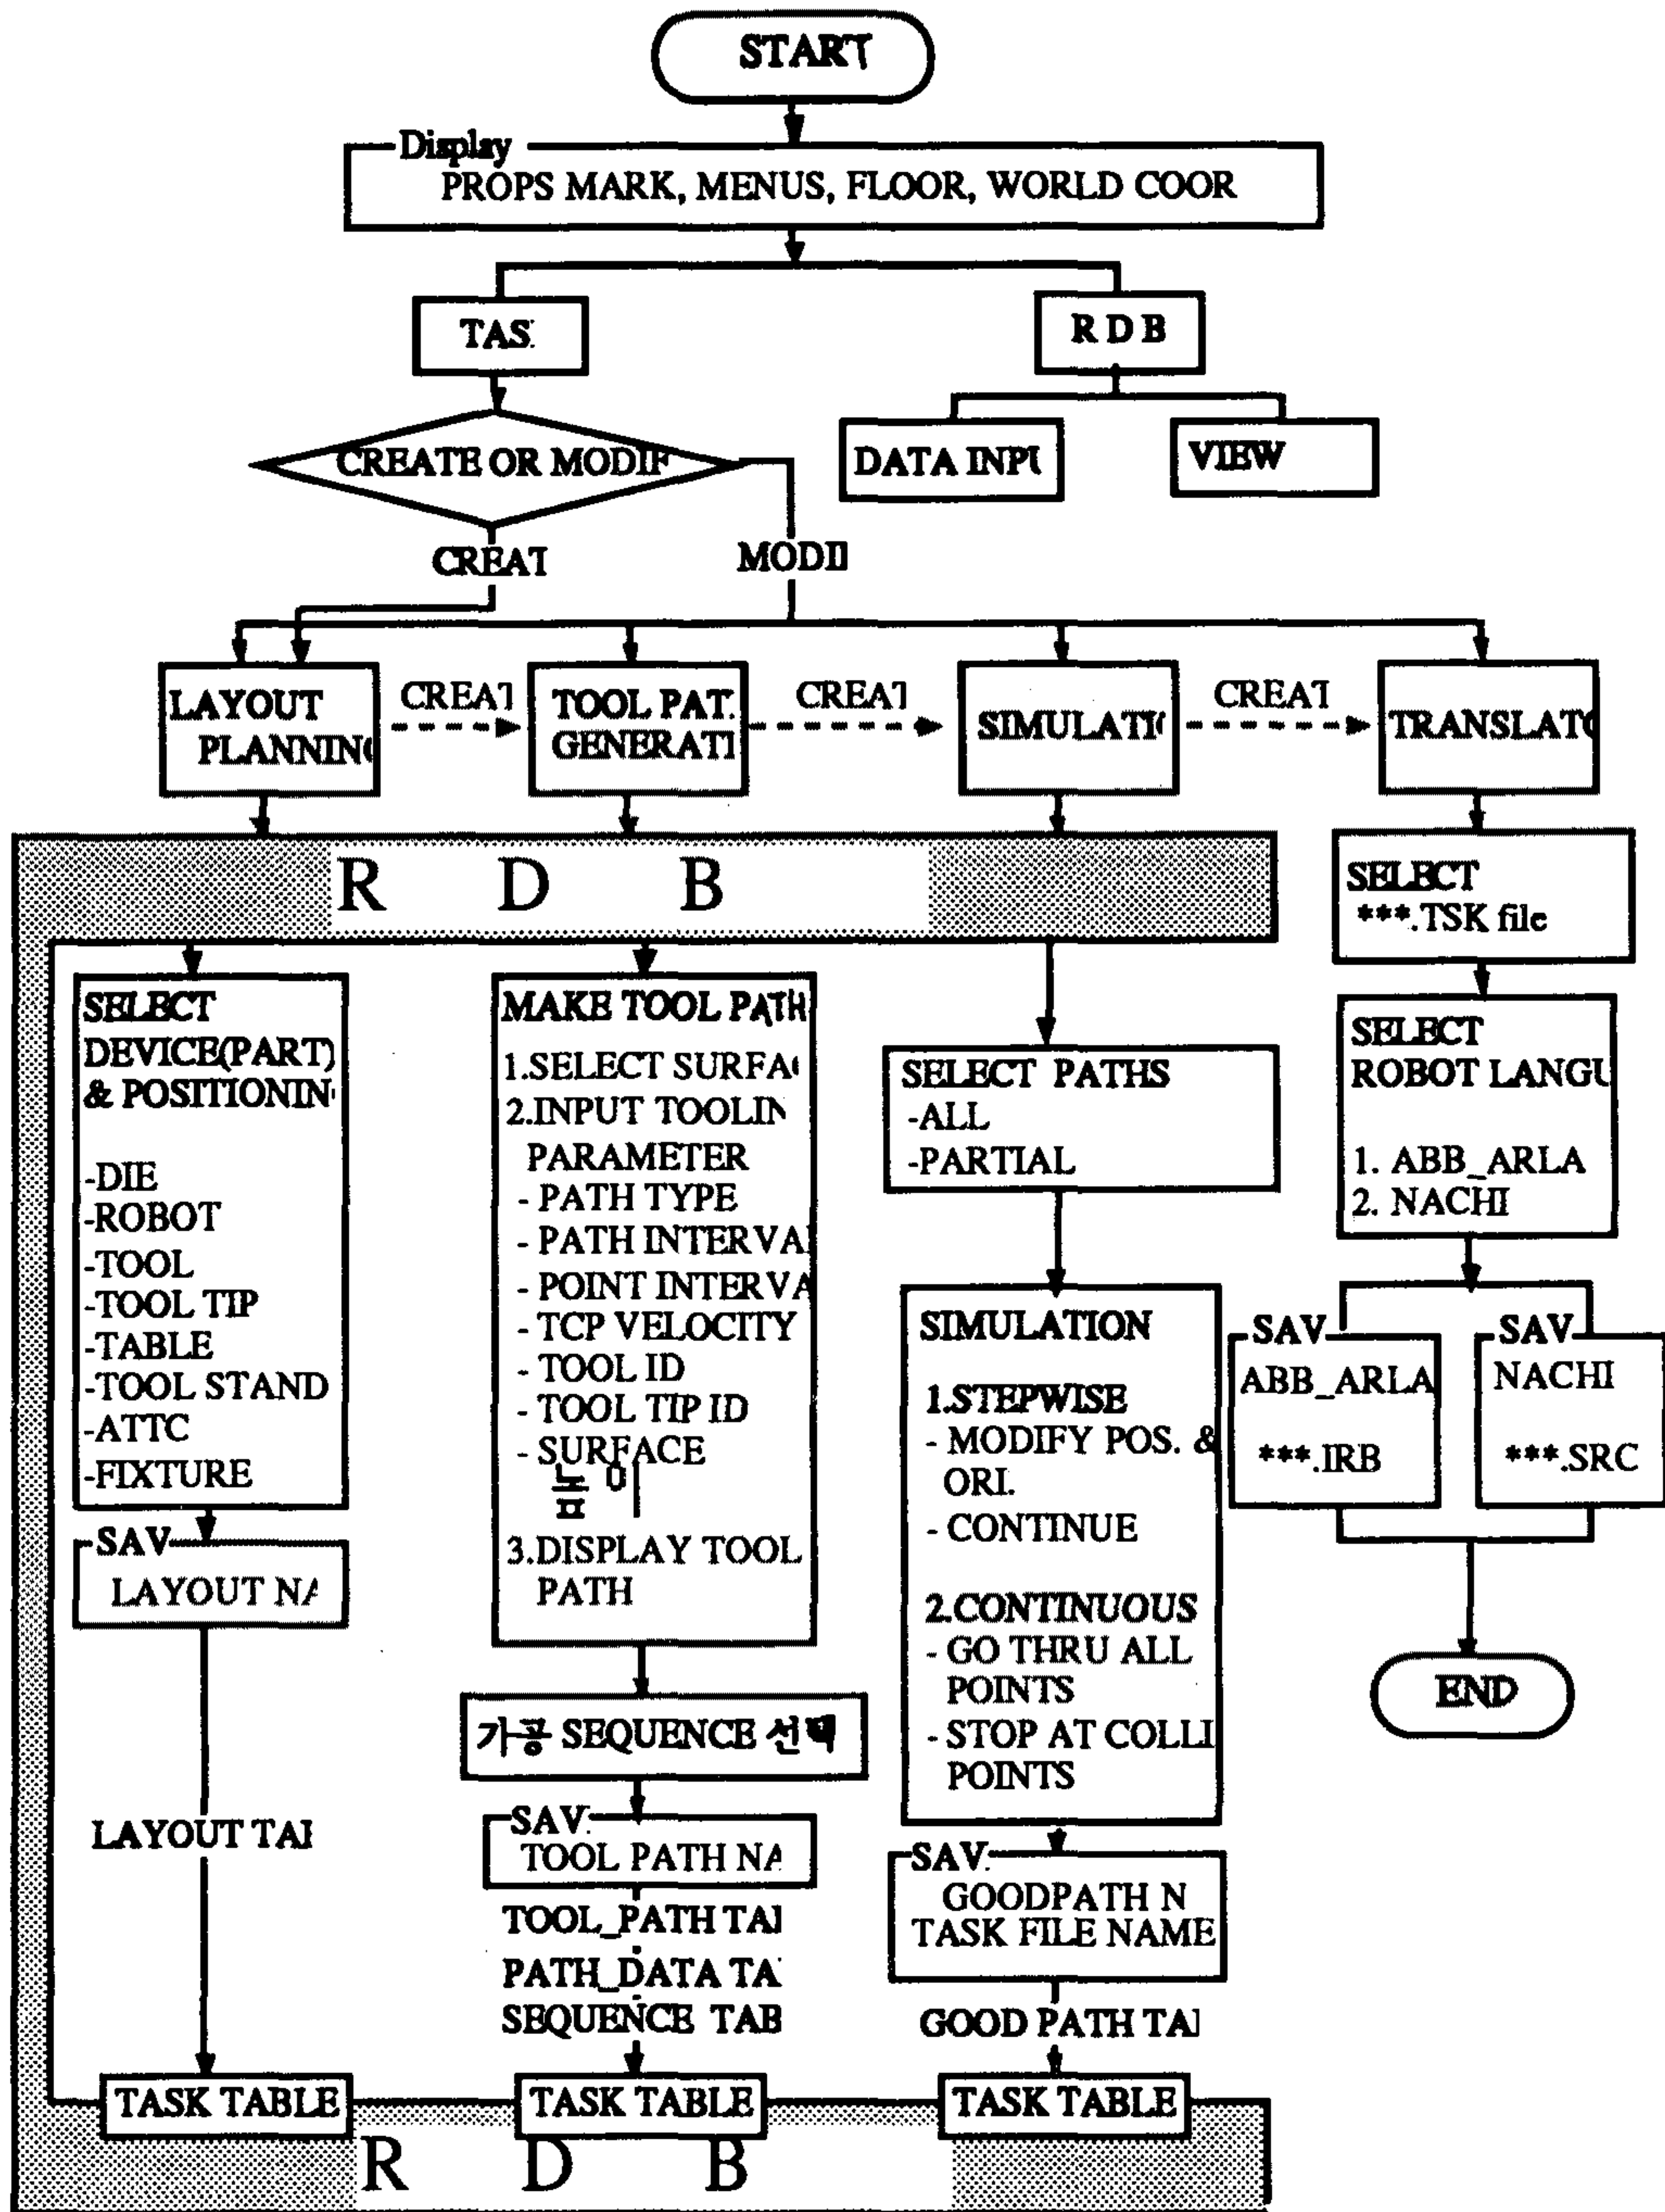 START
Display
PROPS MARK, MENUS, FLOOR, WORLD COOR
TAS
R D B
CREATE OR MODIF
DATA INPU
VIEW
CREAT
MODI
LAYOUT
PLANNING
CREAT
TOOL PAT
GENERATI
CREAT
SIMULATI
CREAT
TRANSLATO
R D B
SELECT
***.TSK file
SELECT
DEVICE(PART)
& POSITIONIN
-DIE
-ROBOT
-TOOL
-TOOL TIP
-TABLE
-TOOL STAND
-ATTC
-FIXTURE
SAV
LAYOUT NA
LAYOUT TA
MAKE TOOL PATH
1.SELECT SURFA
2.INPUT TOOLIN
PARAMETER
- PATH TYPE
- PATH INTERVA
- POINT INTERVA
- TCP VELOCITY
- TOOL ID
- TOOL TIP ID
- SURFACE
높이
3.DISPLAY TOOL
PATH
가공 SEQUENCE 선택
SAV
TOOL PATH NA
TOOL_PATH TA
PATH_DATA TA
SEQUENCE TAB
SELECT PATHS
-ALL
-PARTIAL
SIMULATION
1.STEPWISE
- MODIFY POS. &
ORI.
- CONTINUE
2.CONTINUOUS
- GO THRU ALL
POINTS
- STOP AT COLLI
POINTS
SAV
GOODPATH N
TASK FILE NAME
GOOD PATH TA
SELECT
ROBOT LANGU
1. ABB_ARLA
2. NACHI
SAV
ABB_ARLA
***.IRB
SAV
NACHI
***.SRC
END
TASK TABLE
TASK TABLE
TASK TABLE
R D B